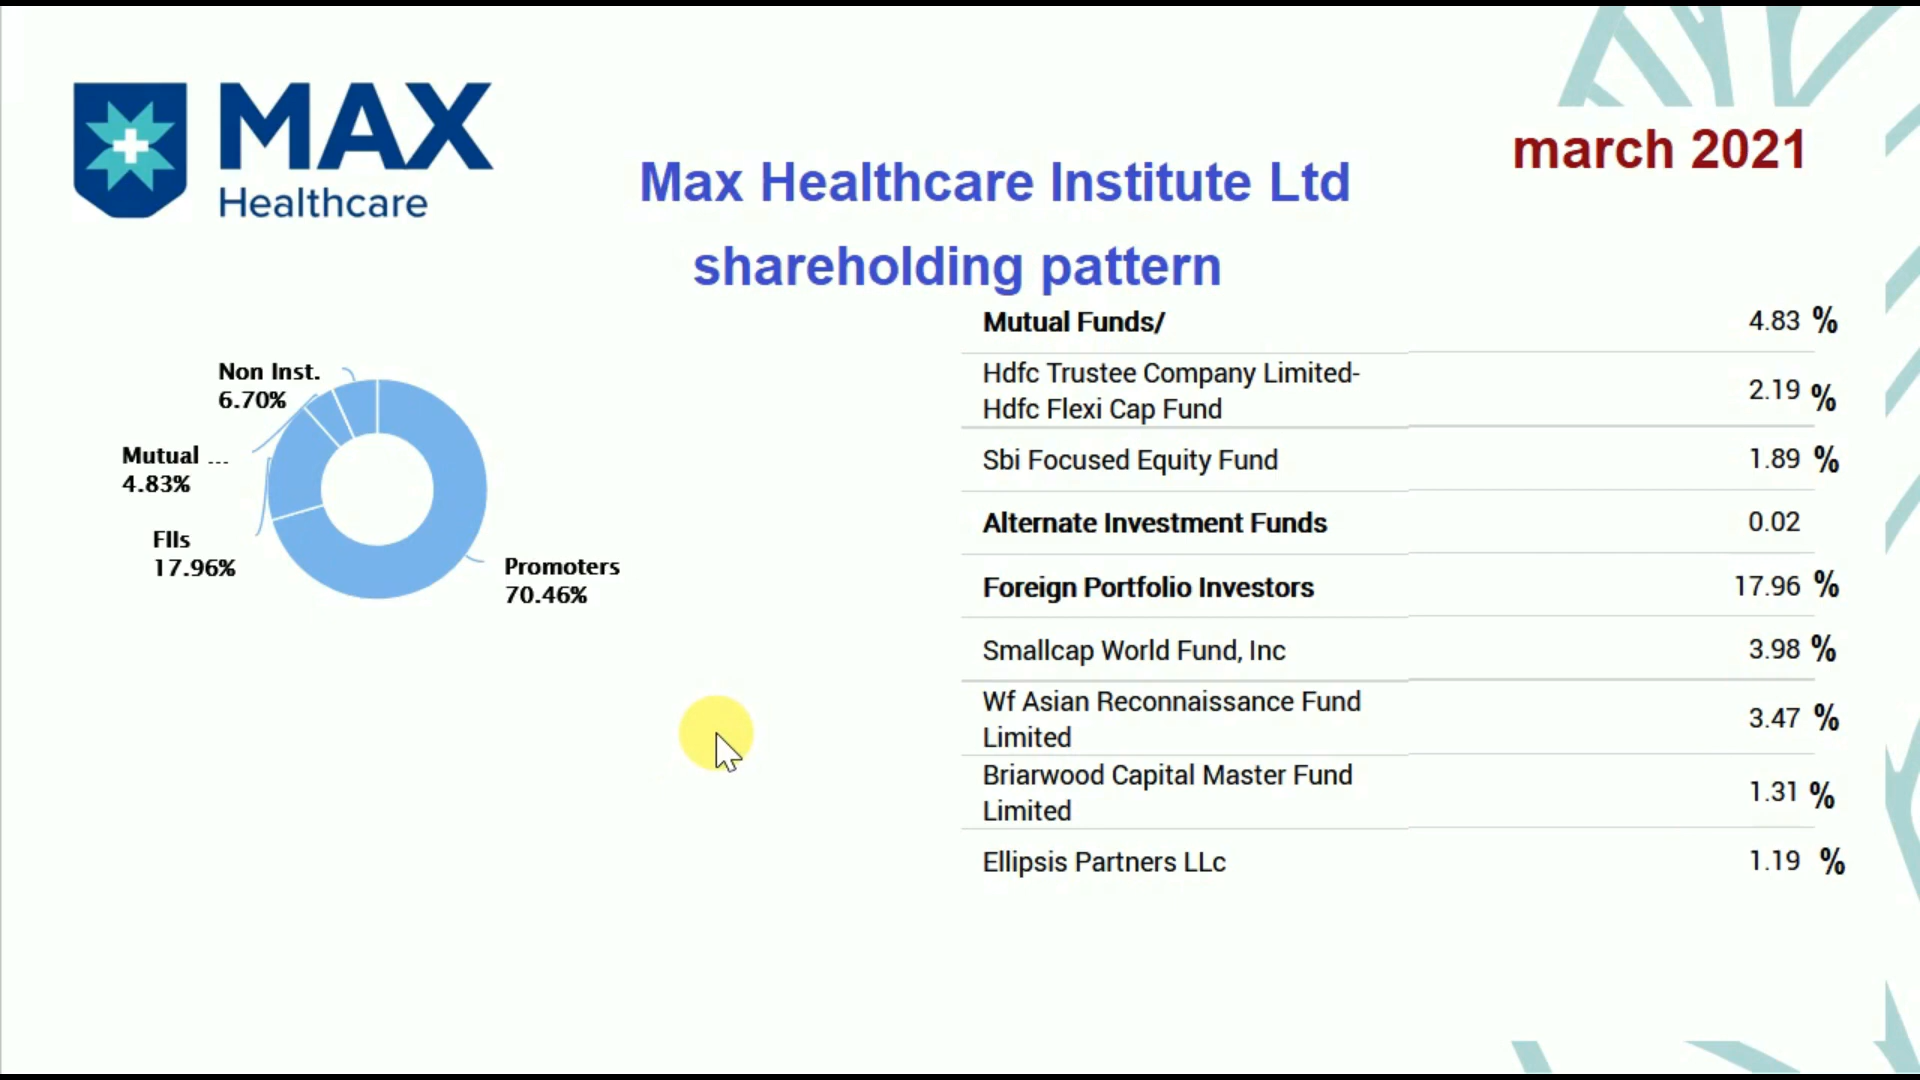 MAX
Healthcare
march 2021
Max Healthcare Institute Ltd
shareholding pattern
Non Inst.
6.70%
Mutual ...
4.83%
FIIs
17.96%
Promoters
70.46%
Mutual Funds/ 4.83 %
Hdfc Trustee Company Limited-
Hdfc Flexi Cap Fund 2.19 %
Sbi Focused Equity Fund 1.89 %
Alternate Investment Funds 0.02
Foreign Portfolio Investors 17.96 %
Smallcap World Fund, Inc 3.98 %
Wf Asian Reconnaissance Fund
Limited 3.47 %
Briarwood Capital Master Fund
Limited 1.31 %
Ellipsis Partners LLc 1.19 %